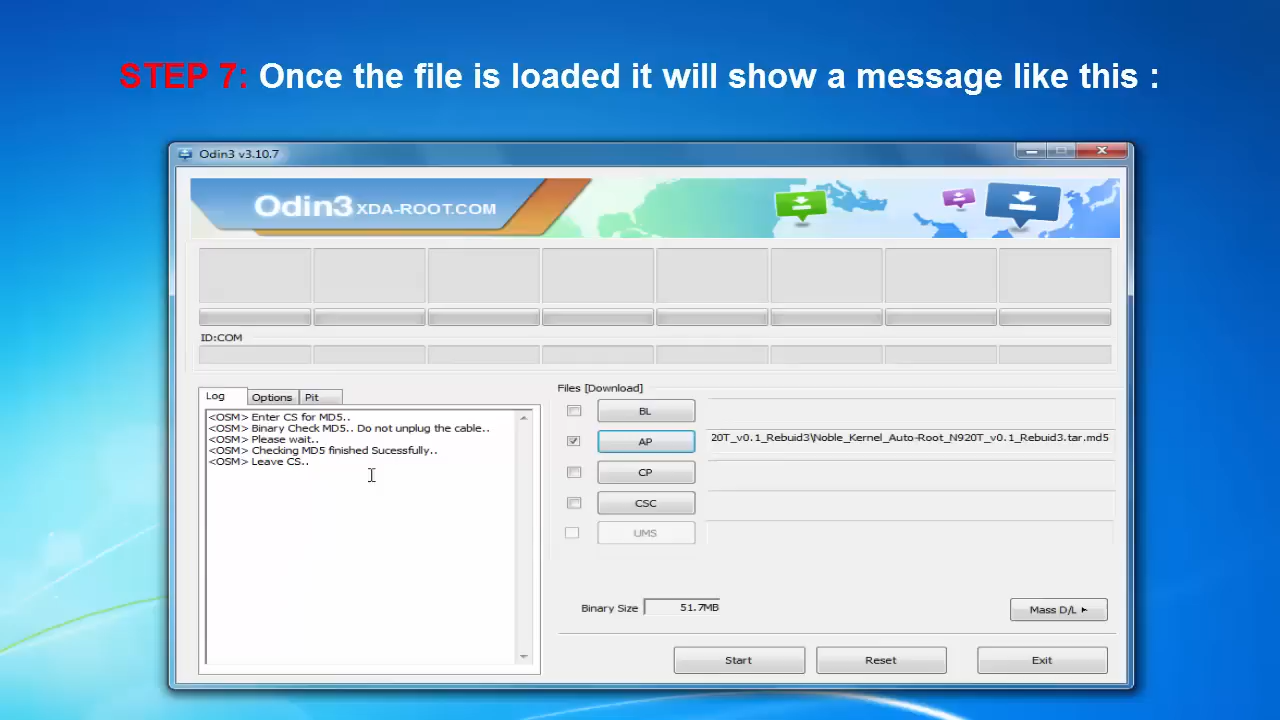 STEP 7: Once the file is loaded it will show a message like this :
Odin3 v3.10.7
Odin3 XDA-ROOT.COM
ID:COM
Log Options Pit
<OSM> Enter CS for MD5..
<OSM> Binary Check MD5.. Do not unplug the cable..
<OSM> Please wait..
<OSM> Checking MD5 finished Sucessfully..
<OSM> Leave CS..
Files [Download]
BL
AP 20T_v0.1_Rebuid3\Noble_Kernel_Auto-Root_N920T_v0.1_Rebuid3.tar.md5
CP
CSC
UMS
Binary Size 51.7MB
Mass D/L
Start Reset Exit